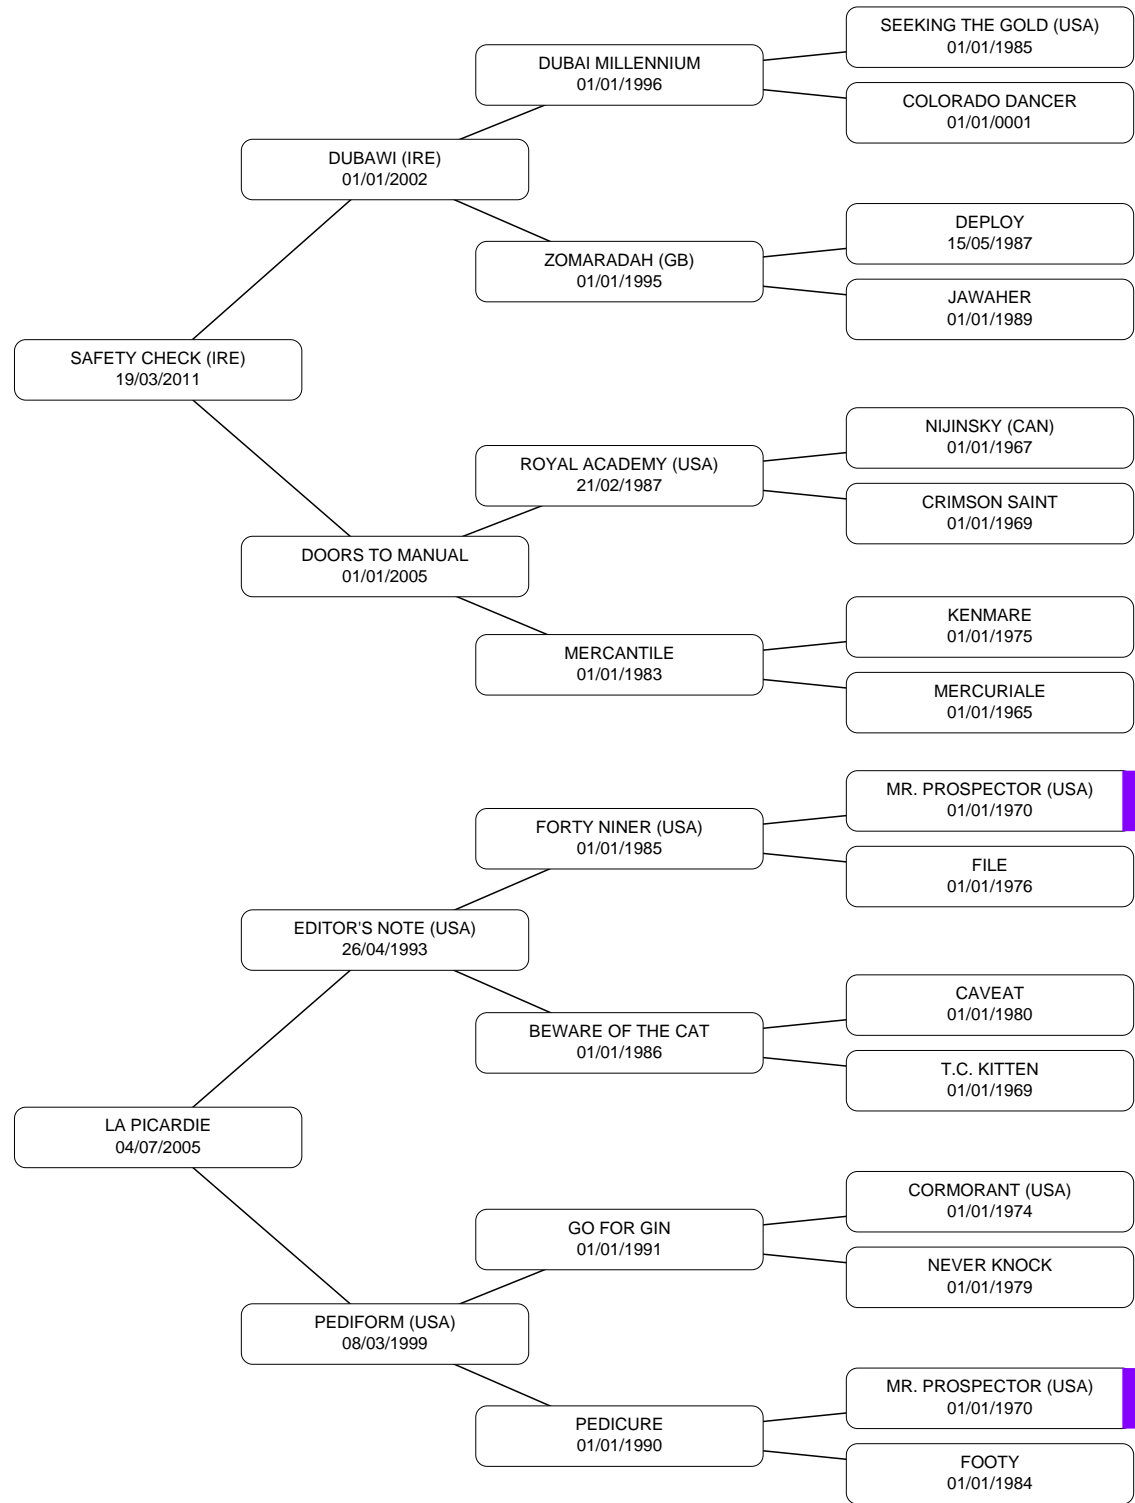 SEEKING THE GOLD (USA)
01/01/1985
DUBAI MILLENNIUM
01/01/1996
COLORADO DANCER
01/01/0001
DUBAWI (IRE)
01/01/2002
DEPLOY
15/05/1987
ZOMARADAH (GB)
01/01/1995
JAWAHER
01/01/1989
SAFETY CHECK (IRE)
19/03/2011
NIJINSKY (CAN)
01/01/1967
ROYAL ACADEMY (USA)
21/02/1987
CRIMSON SAINT
01/01/1969
DOORS TO MANUAL
01/01/2005
KENMARE
01/01/1975
MERCANTILE
01/01/1983
MERCURIALE
01/01/1965
MR. PROSPECTOR (USA)
01/01/1970
FORTY NINER (USA)
01/01/1985
FILE
01/01/1976
EDITOR'S NOTE (USA)
26/04/1993
CAVEAT
01/01/1980
BEWARE OF THE CAT
01/01/1986
T.C. KITTEN
01/01/1969
LA PICARDIE
04/07/2005
CORMORANT (USA)
01/01/1974
GO FOR GIN
01/01/1991
NEVER KNOCK
01/01/1979
PEDIFORM (USA)
08/03/1999
MR. PROSPECTOR (USA)
01/01/1970
PEDICURE
01/01/1990
FOOTY
01/01/1984